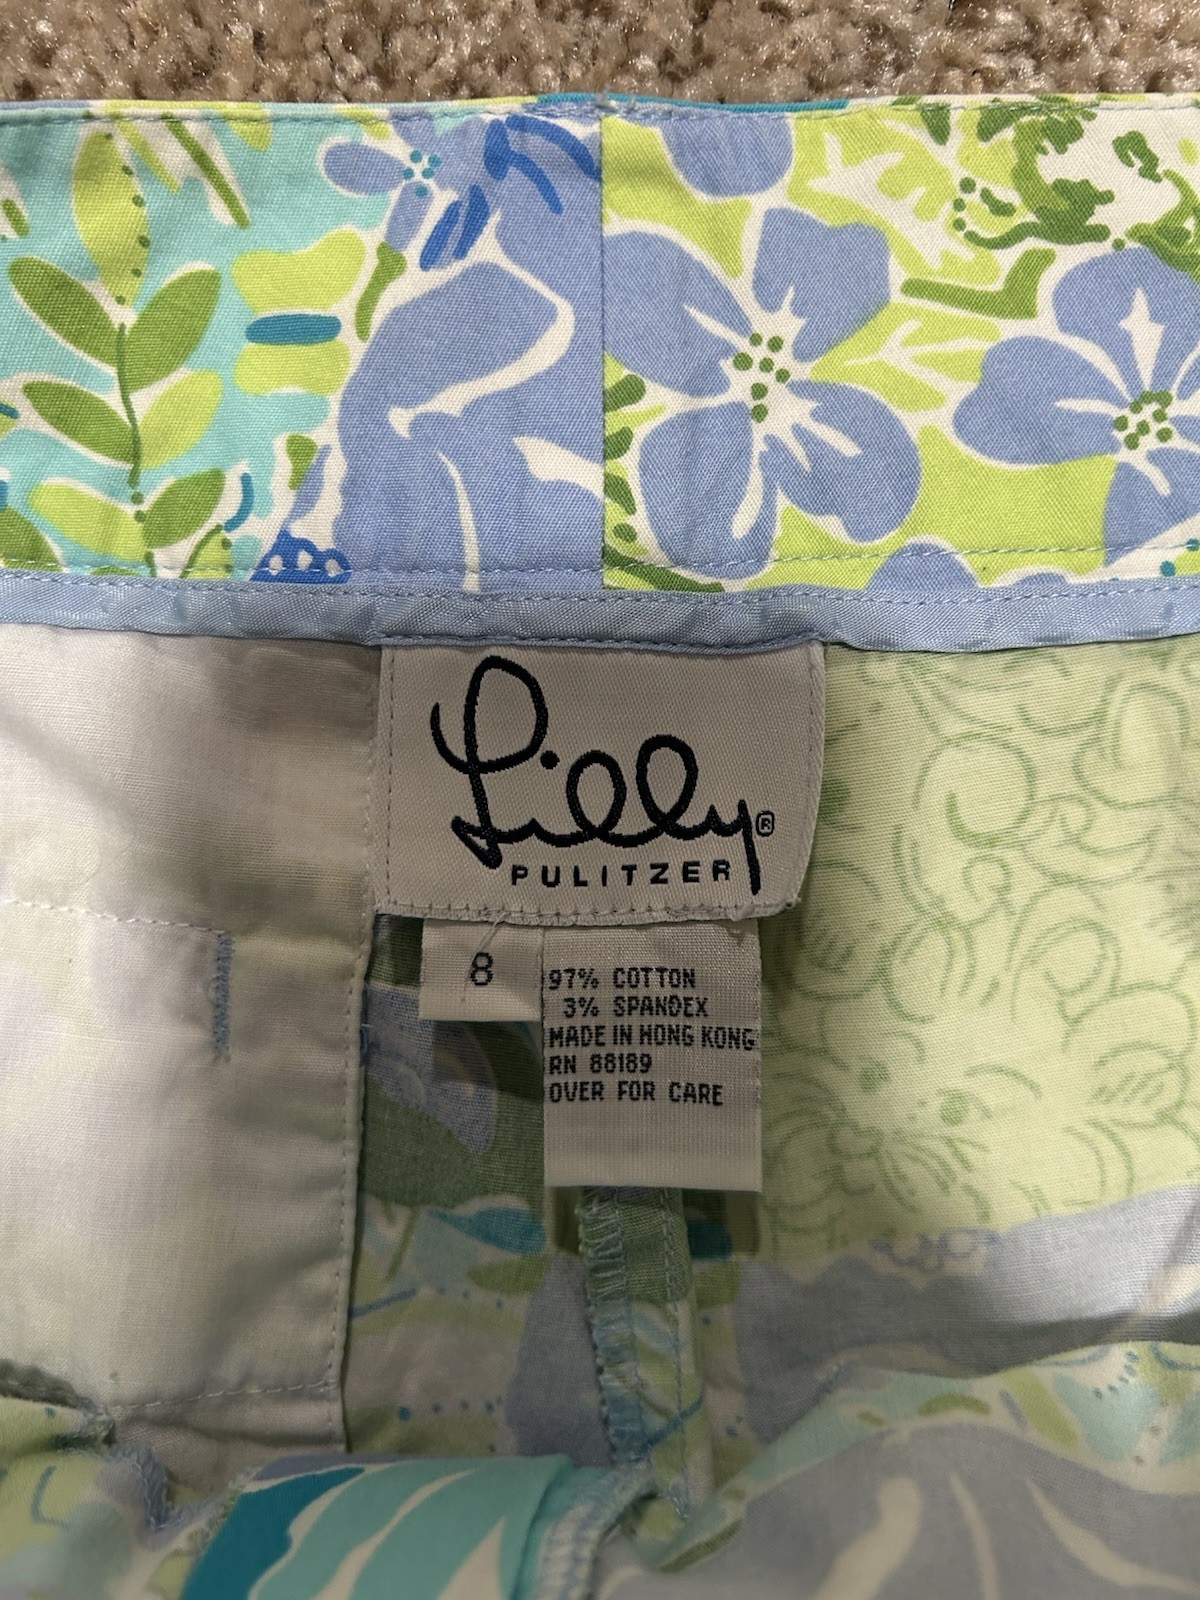 Lilly®
PULITZER
8
97% COTTON
3% SPANDEX
MADE IN HONG KONG
RN 88189
OVER FOR CARE